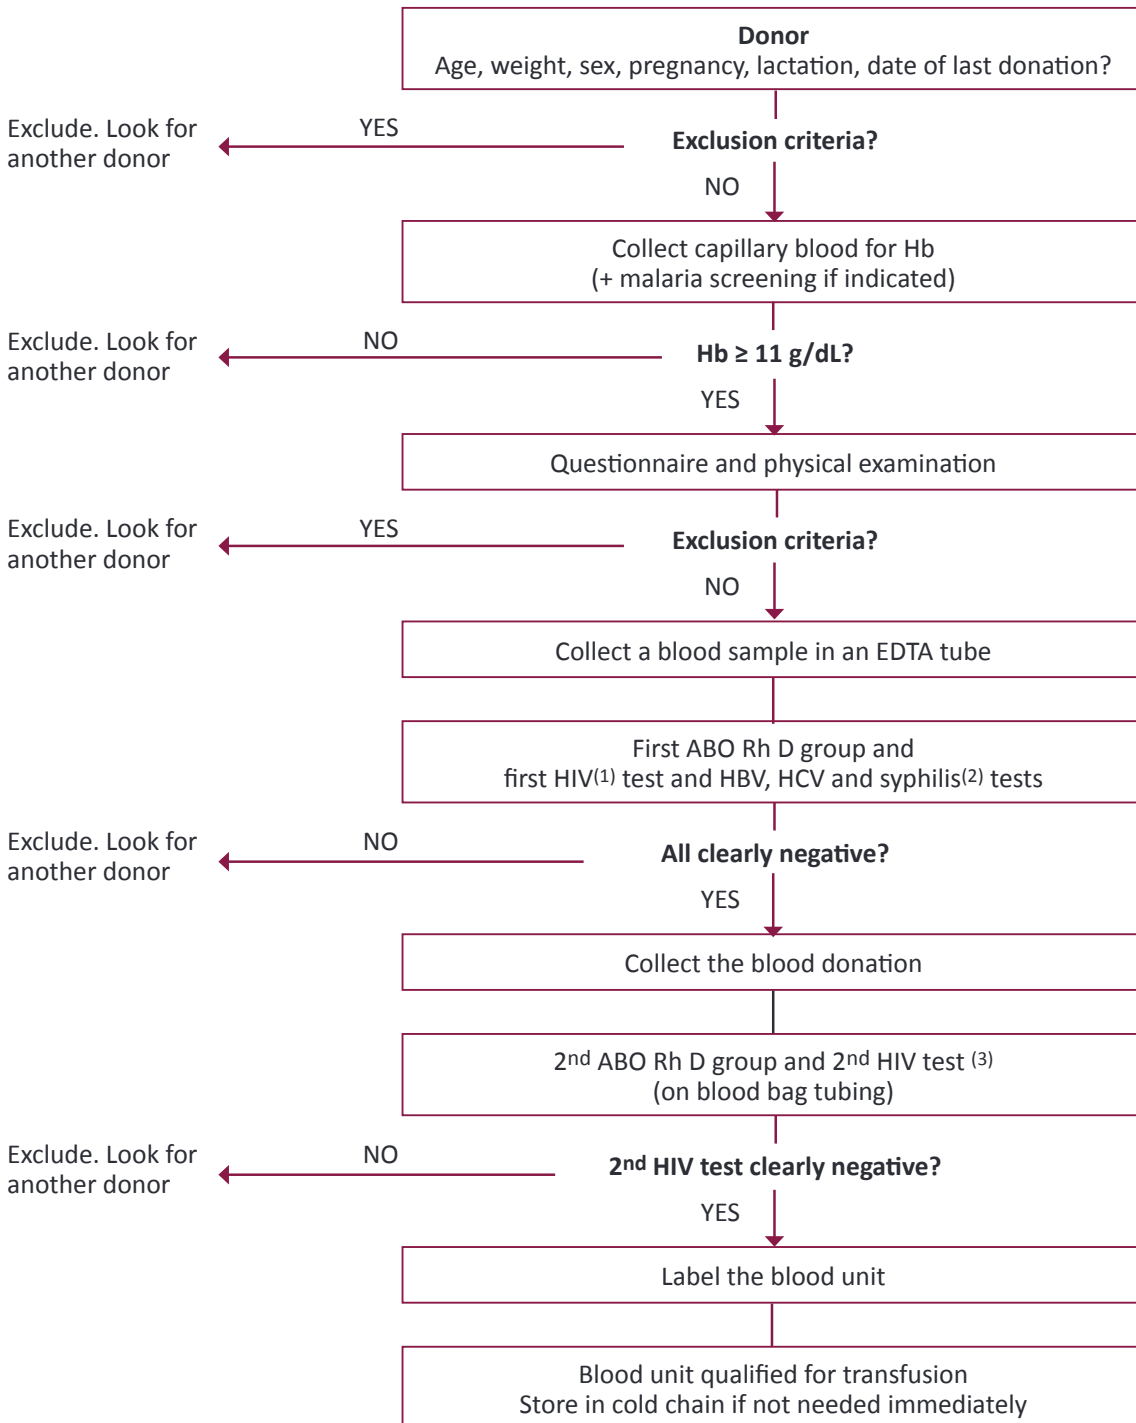 Donor
Age, weight, sex, pregnancy, lactation, date of last donation?
Exclude. Look for
another donor
YES
Exclusion criteria?
NO
Collect capillary blood for Hb
(+ malaria screening if indicated)
Exclude. Look for
another donor
NO
Hb ≥ 11 g/dL?
YES
Questionnaire and physical examination
Exclude. Look for
another donor
YES
Exclusion criteria?
NO
Collect a blood sample in an EDTA tube
First ABO Rh D group and
first HIV(1) test and HBV, HCV and syphilis(2) tests
Exclude. Look for
another donor
NO
All clearly negative?
YES
Collect the blood donation
2nd ABO Rh D group and 2nd HIV test (3)
(on blood bag tubing)
Exclude. Look for
another donor
NO
2nd HIV test clearly negative?
YES
Label the blood unit
Blood unit qualified for transfusion
Store in cold chain if not needed immediately